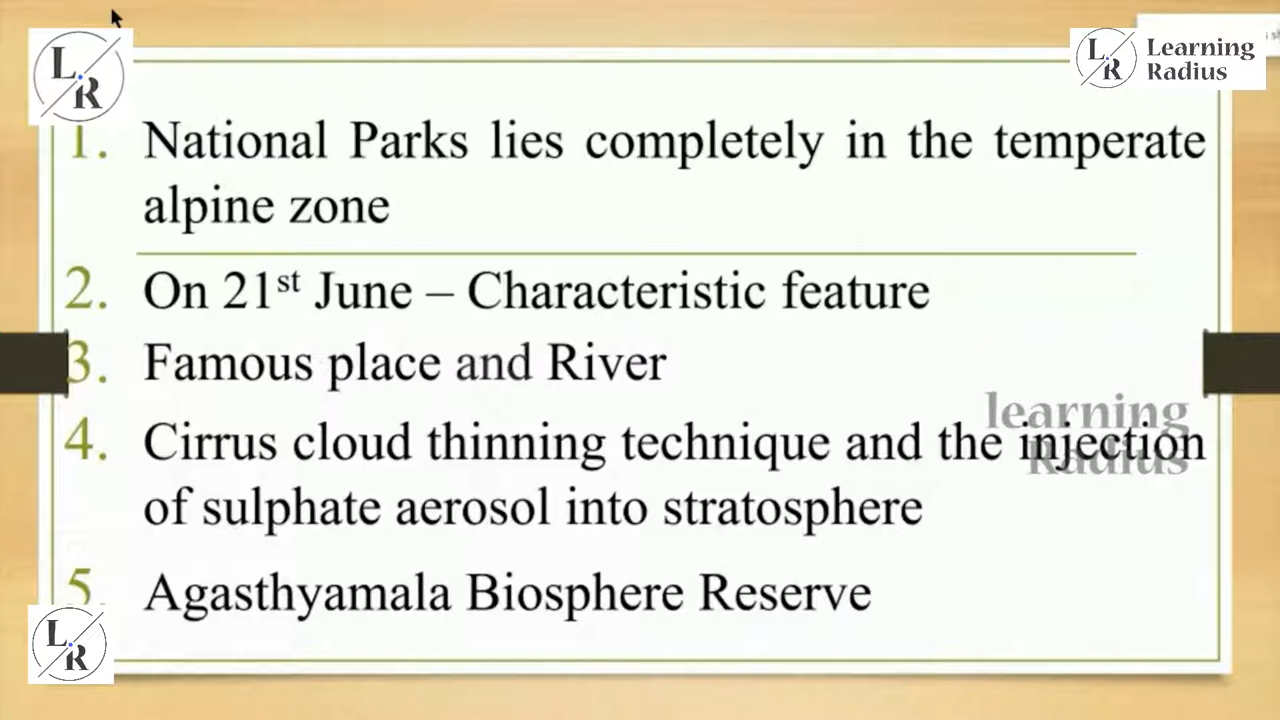 L R
Learning
Radius
1. National Parks lies completely in the temperate
alpine zone
2. On 21st June – Characteristic feature
3. Famous place and River
learning
4. Cirrus cloud thinning technique and the injection
Radius
of sulphate aerosol into stratosphere
5. Agasthyamala Biosphere Reserve
L R
L R